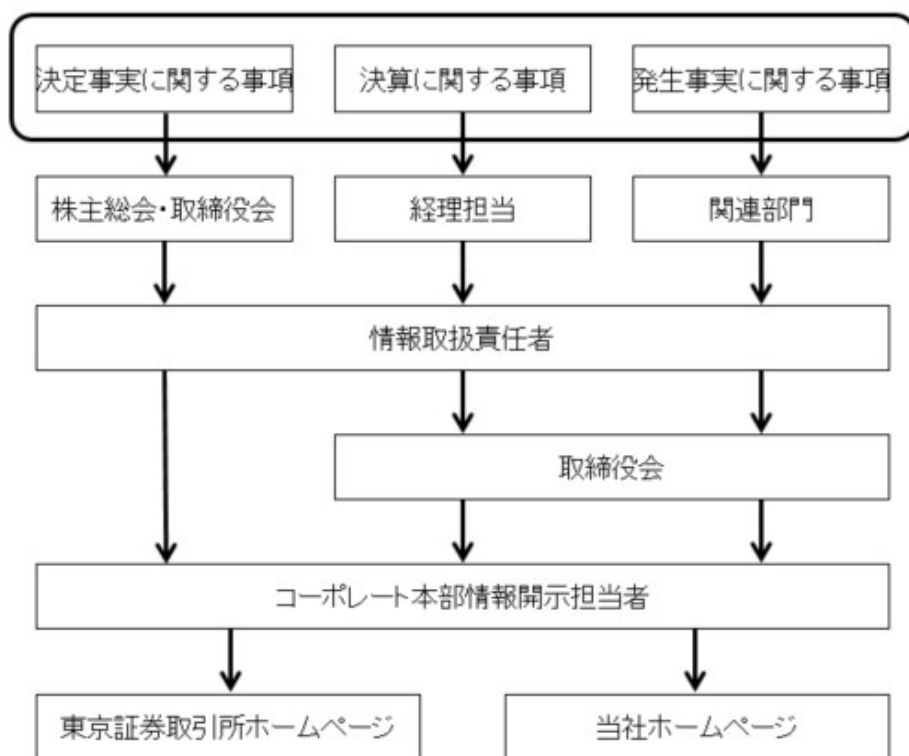 決定事実に関する事項
決算に関する事項
発生事実に関する事項
株主総会・取締役会
経理担当
関連部門
情報取扱責任者
取締役会
コーポレート本部情報開示担当者
東京証券取引所ホームページ
当社ホームページ